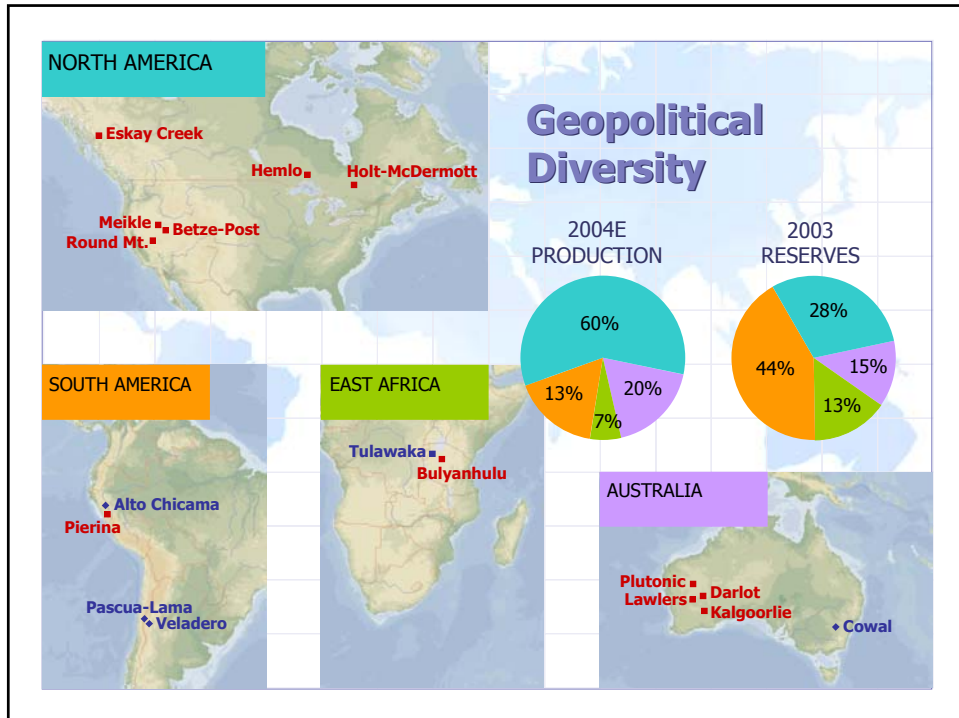 NORTH AMERICA
Eskay Creek
Hemlo
Holt-McDermott
Meikle
Betze-Post
Round Mt.
Geopolitical
Diversity
2004E
PRODUCTION
60%
13%
7%
20%
2003
RESERVES
28%
44%
15%
13%
SOUTH AMERICA
Alto Chicama
Pierina
Pascua-Lama
Veladero
EAST AFRICA
Tulawaka
Bulyanhulu
AUSTRALIA
Plutonic
Darlot
Lawlers
Kalgoorlie
Cowal